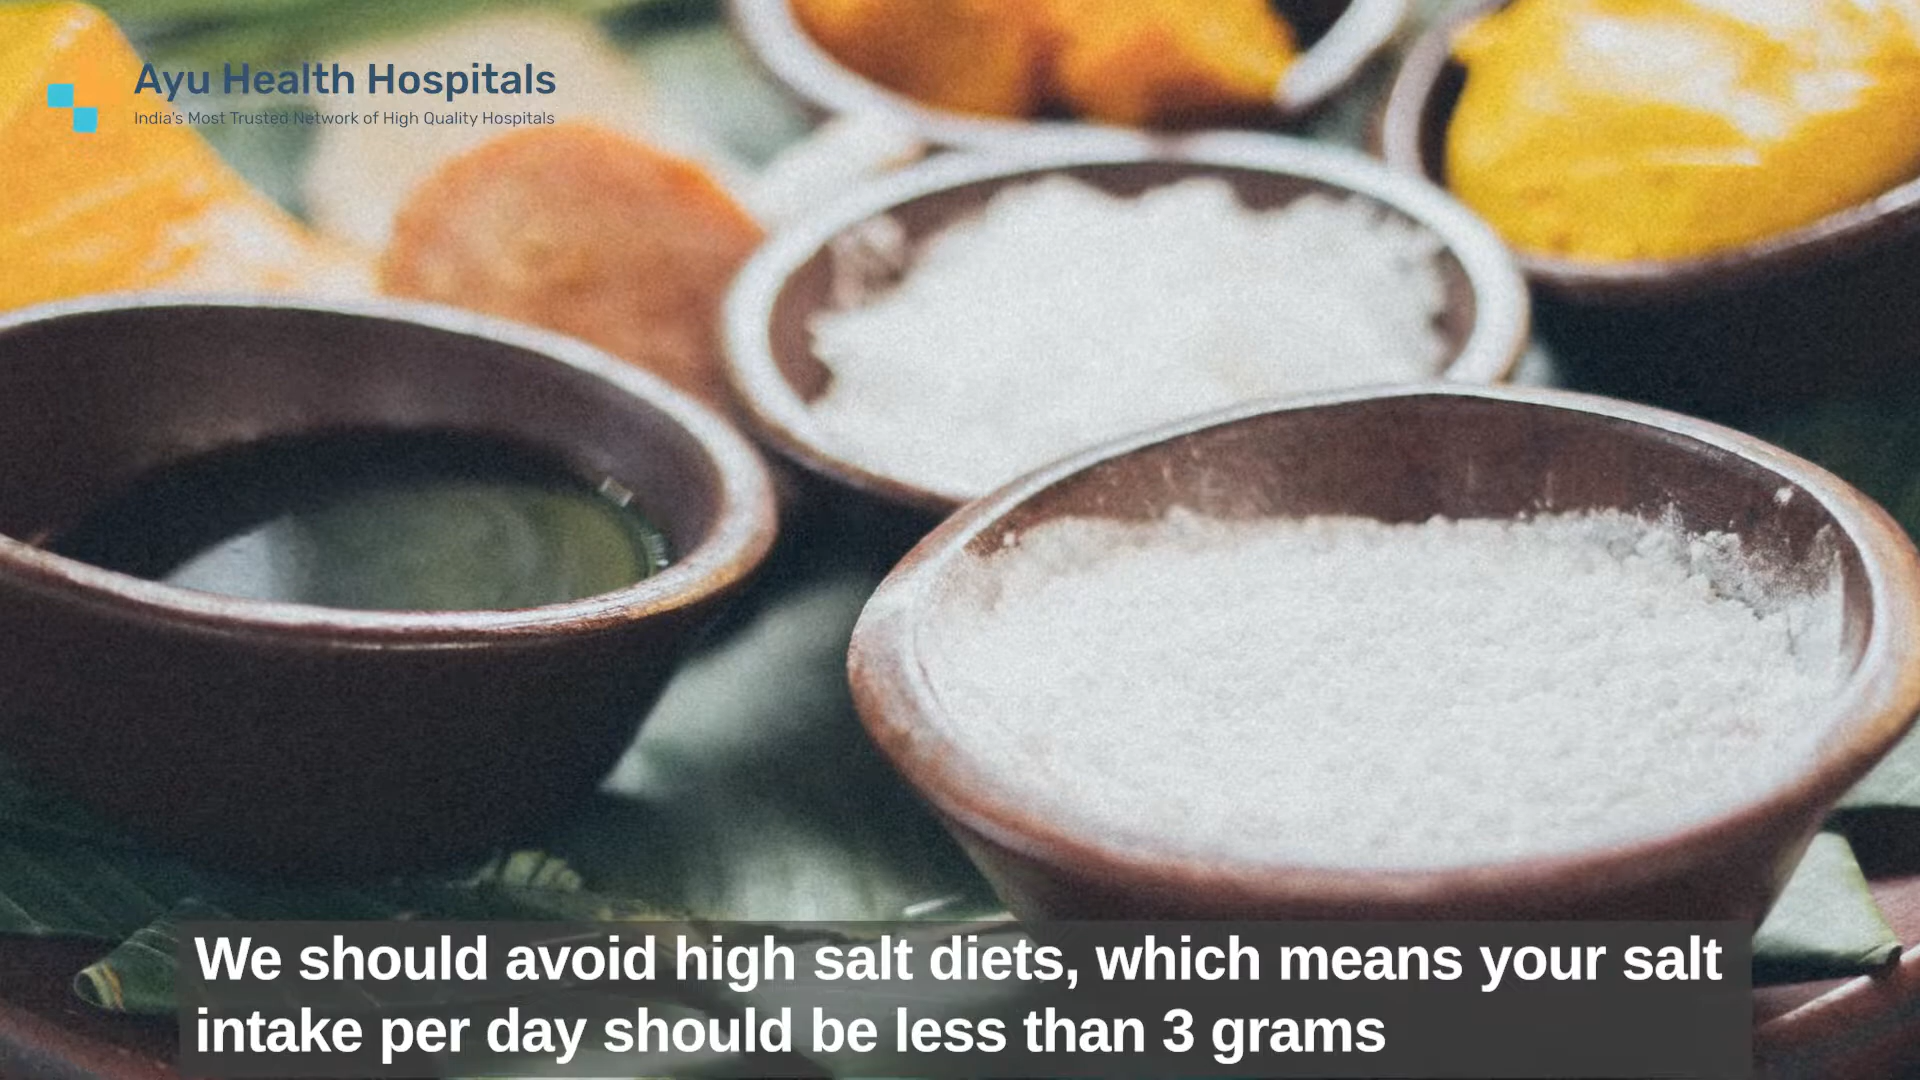 Ayu Health Hospitals
India's Most Trusted Network of High Quality Hospitals
We should avoid high salt diets, which means your salt
intake per day should be less than 3 grams